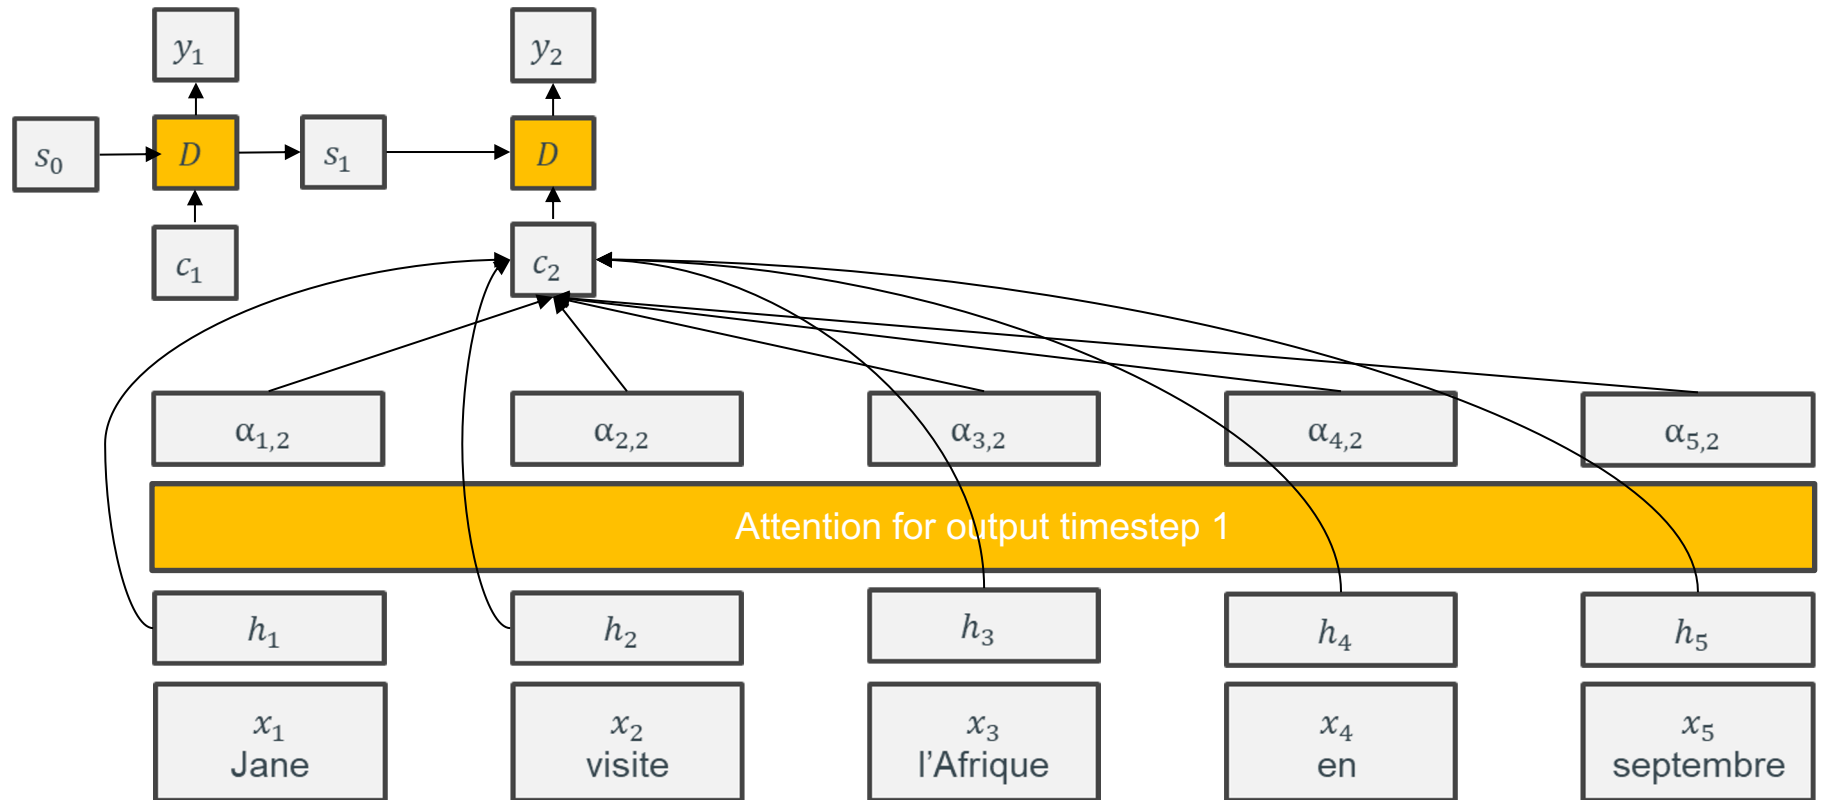 y₁ y₂
s₀ D s₁ D
c₁ c₂
α₁,₂ α₂,₂ α₃,₂ α₄,₂ α₅,₂
Attention for output timestep 1
h₁ h₂ h₃ h₄ h₅
x₁ x₂ x₃ x₄ x₅
Jane visite l’Afrique en septembre